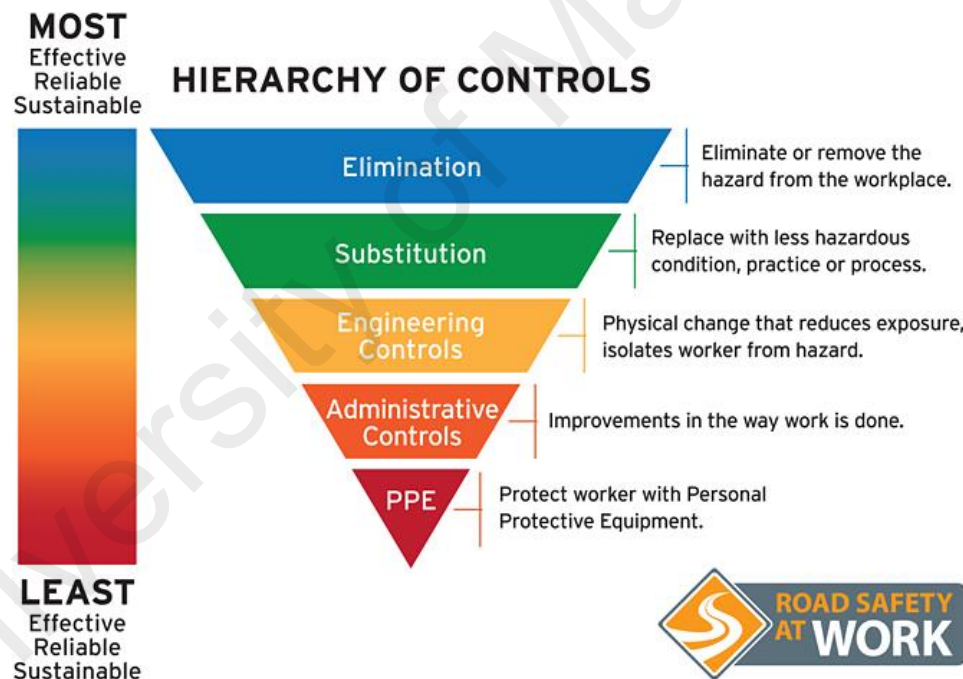 MOST
Effective
Reliable
Sustainable
HIERARCHY OF CONTROLS
Elimination
Eliminate or remove the
hazard from the workplace.
Substitution
Replace with less hazardous
condition, practice or process.
Engineering
Controls
Physical change that reduces exposure,
isolates worker from hazard.
Administrative
Controls
Improvements in the way work is done.
PPE
Protect worker with Personal
Protective Equipment.
LEAST
Effective
Reliable
Sustainable
ROAD SAFETY
AT WORK
University of Ma